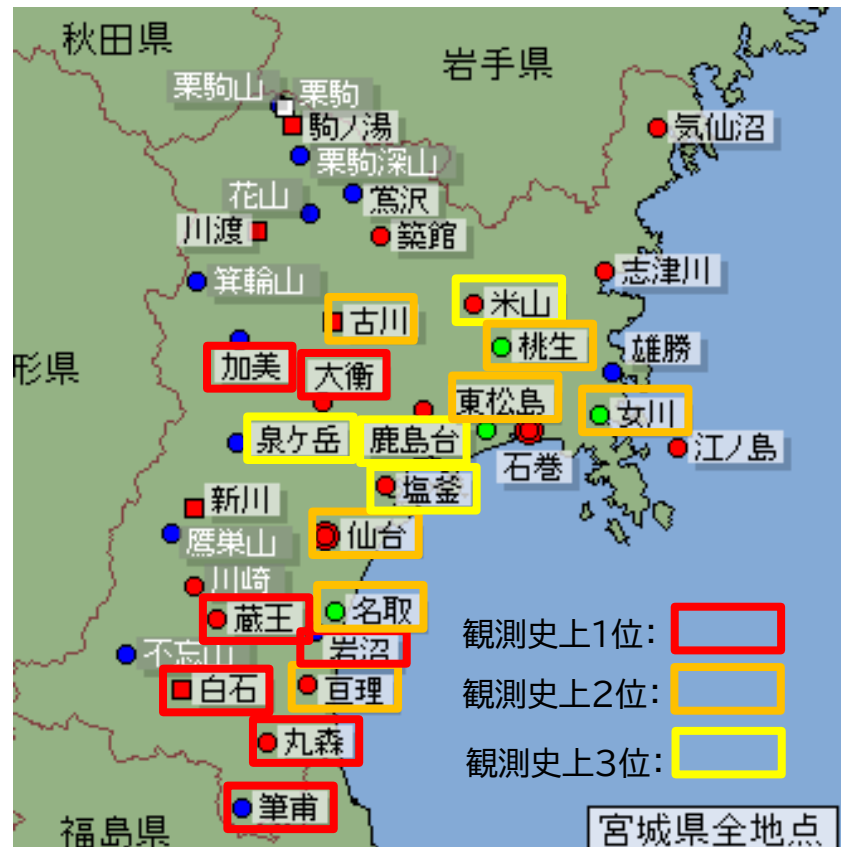 秋田県
岩手県
栗駒山
栗駒
駒ノ湯
気仙沼
栗駒深山
花山
鶯沢
川渡
築館
箕輪山
志津川
米山
古川
桃生
雄勝
形県
加美
大衡
東松島
女川
泉ケ岳
鹿島台
江ノ島
石巻
塩釜
新川
仙台
鷹巣山
川崎
蔵王
名取
観測史上1位：
岩沼
不忘山
白石
亘理
観測史上2位：
丸森
観測史上3位：
筆甫
福島県
宮城県全地点